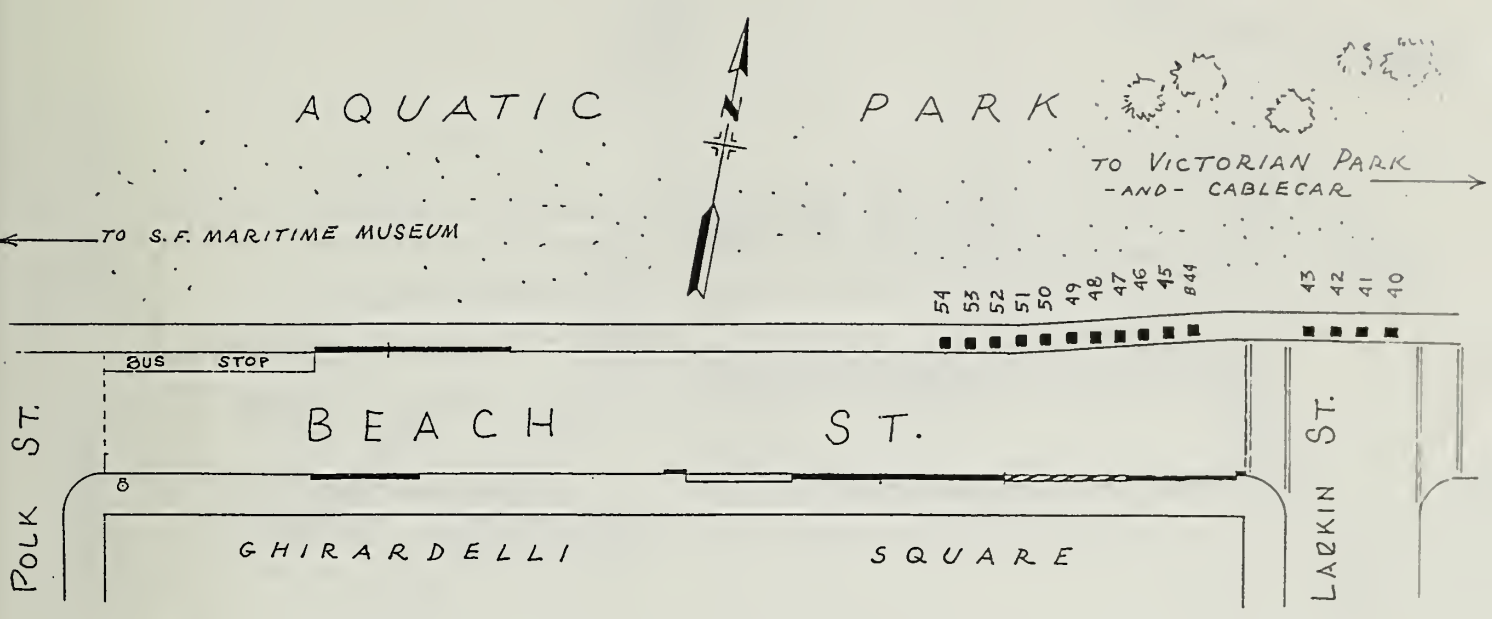 AQUATIC PARK
N
TO VICTORIAN PARK
-AND- CABLECAR
TO S.F. MARITIME MUSEUM
54 53 52 51 50 49 48 47 46 45 B44 43 42 41 40
BUS STOP
BEACH ST.
POLK ST.
LARKIN ST.
GHIRARDELLI SQUARE